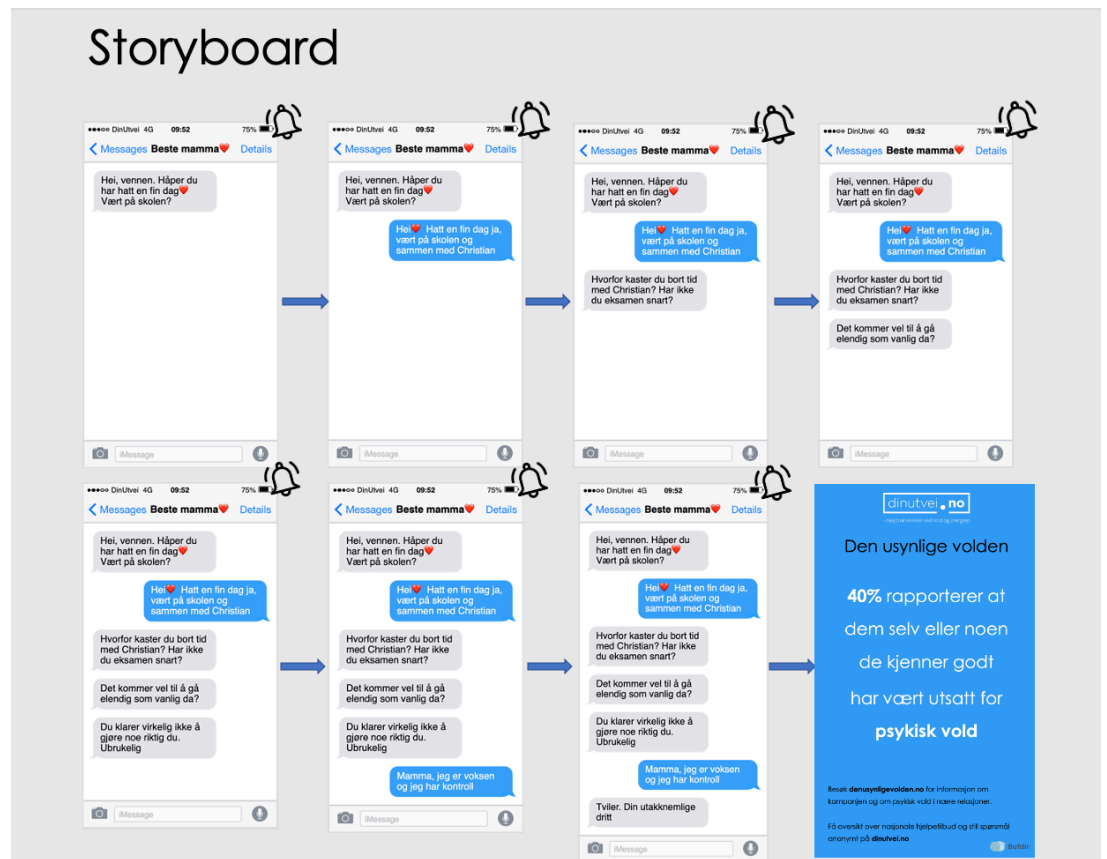 Storyboard
DinUtvei 4G 09:52 75%
Messages Beste mamma❤️ Details
Hei, vennen. Håper du
har hatt en fin dag❤️
Vært på skolen?
iMessage
DinUtvei 4G 09:52 75%
Messages Beste mamma❤️ Details
Hei, vennen. Håper du
har hatt en fin dag❤️
Vært på skolen?
Hei❤️ Hatt en fin dag ja,
vært på skolen og
sammen med Christian
iMessage
DinUtvei 4G 09:52 75%
Messages Beste mamma❤️ Details
Hei, vennen. Håper du
har hatt en fin dag❤️
Vært på skolen?
Hei❤️ Hatt en fin dag ja,
vært på skolen og
sammen med Christian
Hvorfor kaster du bort tid
med Christian? Har ikke
du eksamen snart?
iMessage
DinUtvei 4G 09:52 75%
Messages Beste mamma❤️ Details
Hei, vennen. Håper du
har hatt en fin dag❤️
Vært på skolen?
Hei❤️ Hatt en fin dag ja,
vært på skolen og
sammen med Christian
Hvorfor kaster du bort tid
med Christian? Har ikke
du eksamen snart?
Det kommer vel til å gå
elendig som vanlig da?
iMessage
DinUtvei 4G 09:52 75%
Messages Beste mamma❤️ Details
Hei, vennen. Håper du
har hatt en fin dag❤️
Vært på skolen?
Hei❤️ Hatt en fin dag ja,
vært på skolen og
sammen med Christian
Hvorfor kaster du bort tid
med Christian? Har ikke
du eksamen snart?
Det kommer vel til å gå
elendig som vanlig da?
Du klarer virkelig ikke å
gjøre noe riktig du.
Ubrukelig
iMessage
DinUtvei 4G 09:52 75%
Messages Beste mamma❤️ Details
Hei, vennen. Håper du
har hatt en fin dag❤️
Vært på skolen?
Hei❤️ Hatt en fin dag ja,
vært på skolen og
sammen med Christian
Hvorfor kaster du bort tid
med Christian? Har ikke
du eksamen snart?
Det kommer vel til å gå
elendig som vanlig da?
Du klarer virkelig ikke å
gjøre noe riktig du.
Ubrukelig
Mamma, jeg er voksen
og jeg har kontroll
iMessage
DinUtvei 4G 09:52 75%
Messages Beste mamma❤️ Details
Hei, vennen. Håper du
har hatt en fin dag❤️
Vært på skolen?
Hei❤️ Hatt en fin dag ja,
vært på skolen og
sammen med Christian
Hvorfor kaster du bort tid
med Christian? Har ikke
du eksamen snart?
Det kommer vel til å gå
elendig som vanlig da?
Du klarer virkelig ikke å
gjøre noe riktig du.
Ubrukelig
Mamma, jeg er voksen
og jeg har kontroll
Tviler. Din utakknemlige
dritt
iMessage
dinutvei.no
Den usynlige volden
40% rapporterer at
dem selv eller noen
de kjenner godt
har vært utsatt for
psykisk vold
Besøk denusynligevolden.no for informasjon om
kampanjen og om psykisk vold i nære relasjoner.
Få oversikt over nasjonale hjelpetilbud og still spørsmål
anonymt på dinutvei.no
Bufdir